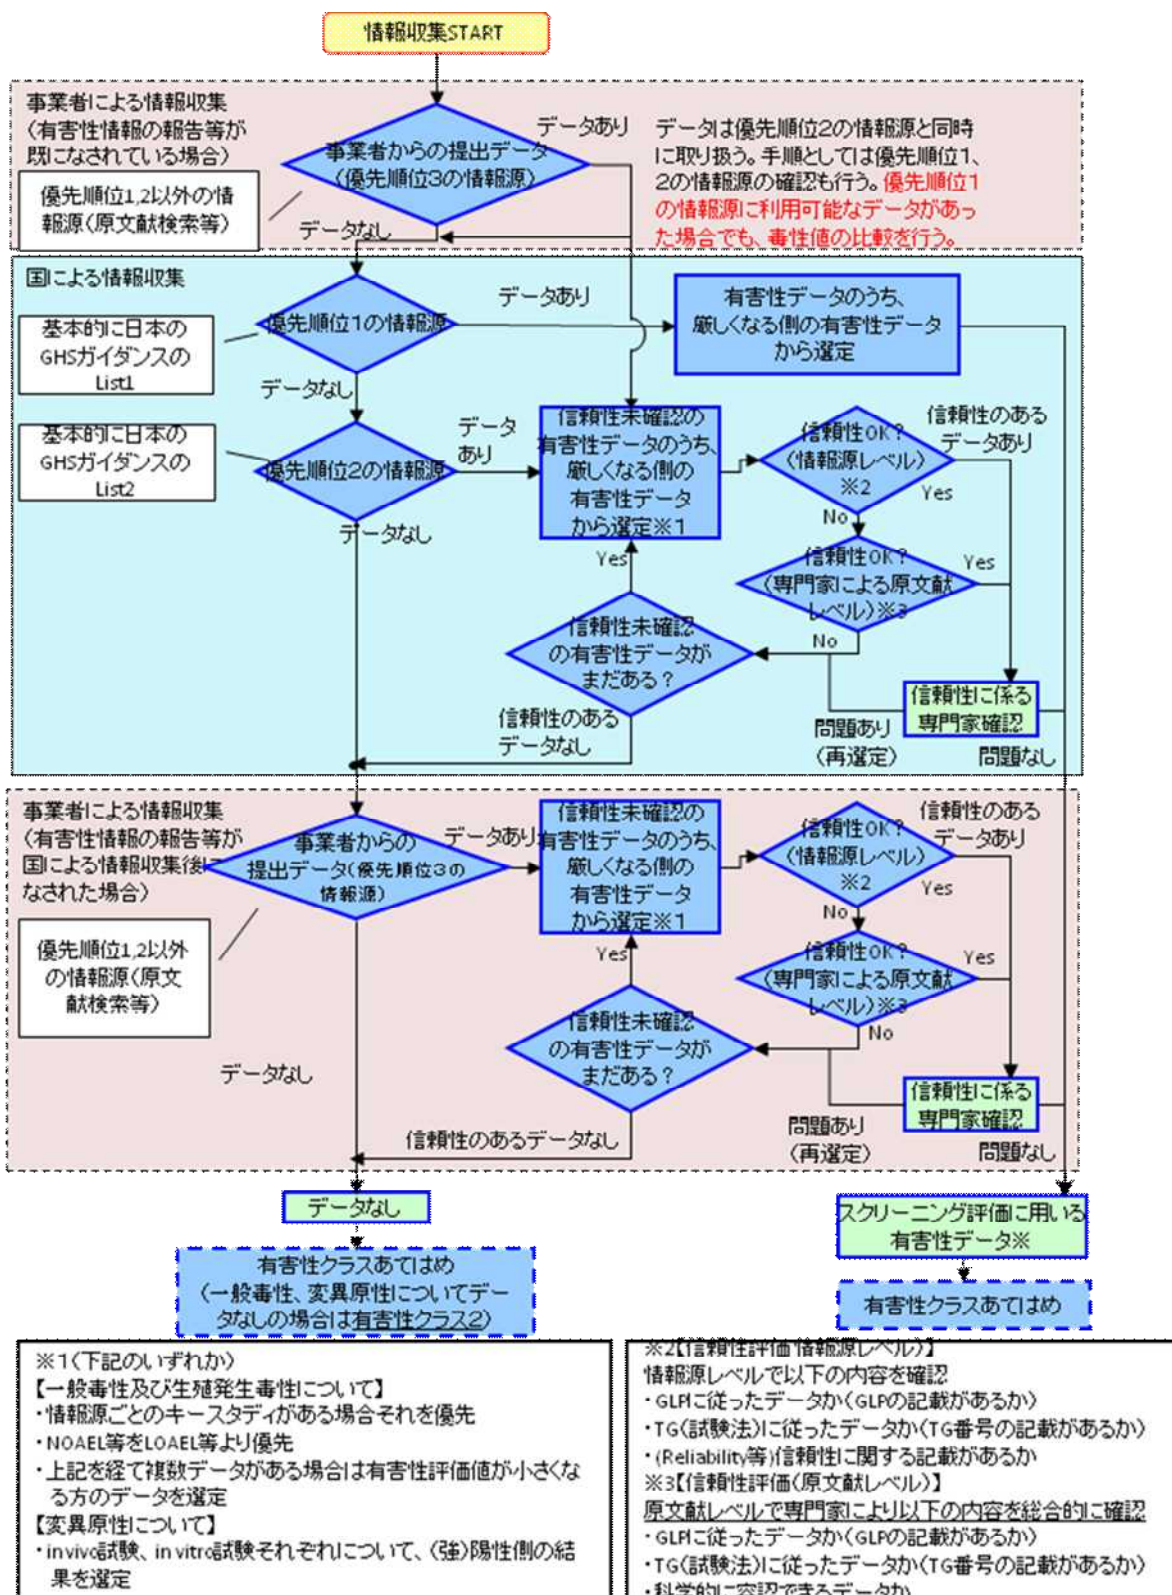 情報収集START
事業者による情報収集
(有害性情報の報告等が
既になされている場合)
データあり
事業者からの提出データ
(優先順位3の情報源)
データは優先順位2の情報源と同時
に取り扱う。手順としては優先順位1、
2の情報源の確認も行う。優先順位1
の情報源に利用可能なデータがあっ
た場合でも、毒性値の比較を行う。
優先順位1,2以外の情
報源(原文献検索等)
データなし
国による情報収集
データあり
優先順位1の情報源
有害性データのうち、
厳しくなる側の有害性データ
から選定
基本的に日本の
GHSガイダンスの
List1
データなし
基本的に日本の
GHSガイダンスの
List2
優先順位2の情報源
データ
あり
信頼性未確認の
有害性データのうち、
厳しくなる側の
有害性データ
から選定※1
信頼性OK?
(情報源レベル)
※2
信頼性のある
データあり
Yes
No
データなし
Yes
信頼性OK?
(専門家による原文献
レベル)※3
Yes
No
信頼性未確認
の有害性データが
まだある?
信頼性に係る
専門家確認
信頼性のある
データなし
問題あり
(再選定)
問題なし
事業者による情報収集
(有害性情報の報告等が
国による情報収集後に
なされた場合)
事業者からの
提出データ(優先順位3の
情報源)
データあり
信頼性未確認の
有害性データのうち、
厳しくなる側の
有害性データ
から選定※1
信頼性OK?
(情報源レベル)
※2
信頼性のある
データあり
Yes
No
優先順位1,2以外
の情報源(原文
献検索等)
Yes
信頼性OK?
(専門家による原文献
レベル)※3
Yes
No
信頼性未確認
の有害性データが
まだある?
データなし
信頼性に係る
専門家確認
信頼性のあるデータなし
問題あり
(再選定)
問題なし
データなし
スクリーニング評価に用いる
有害性データ※
有害性クラスあてはめ
(一般毒性、変異原性についてデー
タなしの場合は有害性クラス2)
有害性クラスあてはめ
※1(下記のいずれか)
【一般毒性及び生殖発生毒性について】
・情報源ごとのキースタディがある場合それを優先
・NOAEL等をLOAEL等より優先
・上記を経て複数データがある場合は有害性評価値が小さくな
る方のデータを選定
【変異原性について】
・in vivo試験、in vitro試験それぞれについて、(強)陽性側の結
果を選定
※2【信頼性評価(情報源レベル)】
情報源レベルで以下の内容を確認
・GLPに従ったデータか(GLPの記載があるか)
・TG(試験法)に従ったデータか(TG番号の記載があるか)
・(Reliability等)信頼性に関する記載があるか
※3【信頼性評価(原文献レベル)】
原文献レベルで専門家により以下の内容を総合的に確認
・GLPに従ったデータか(GLPの記載があるか)
・TG(試験法)に従ったデータか(TG番号の記載があるか)
・科学的に容認できるデータか